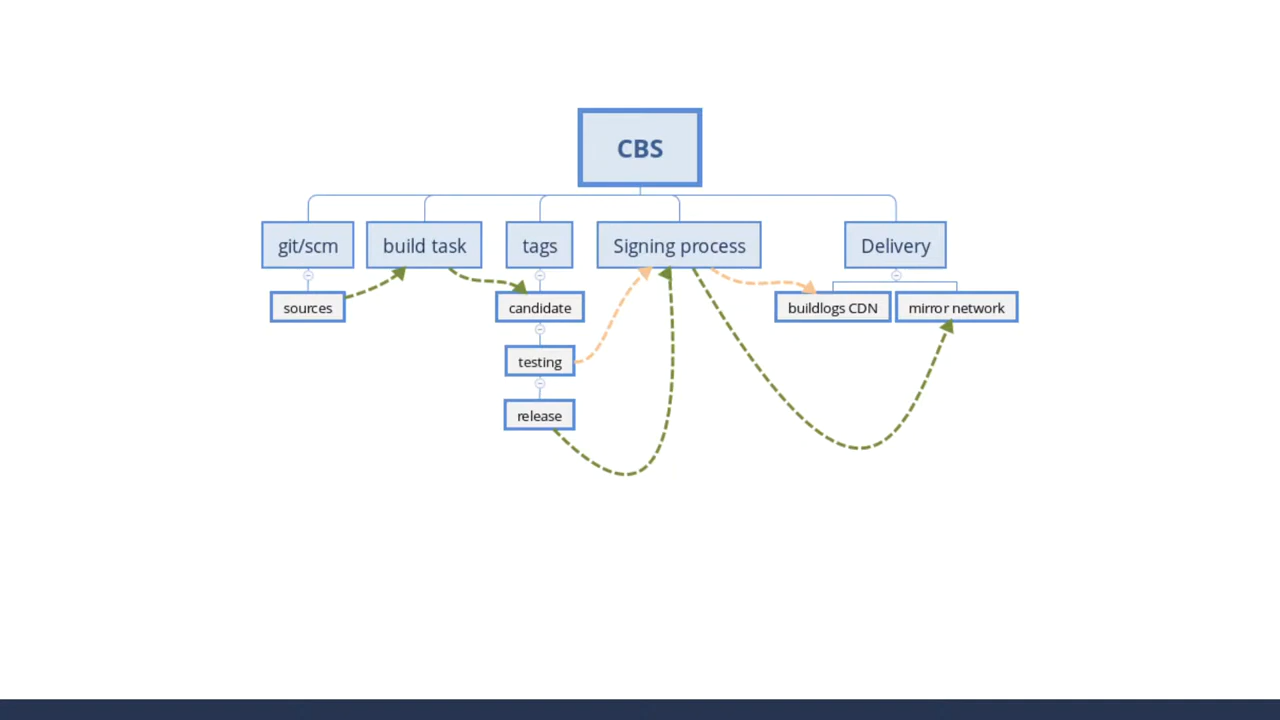 CBS
git/scm
build task
tags
Signing process
Delivery
sources
candidate
buildlogs CDN
mirror network
testing
release